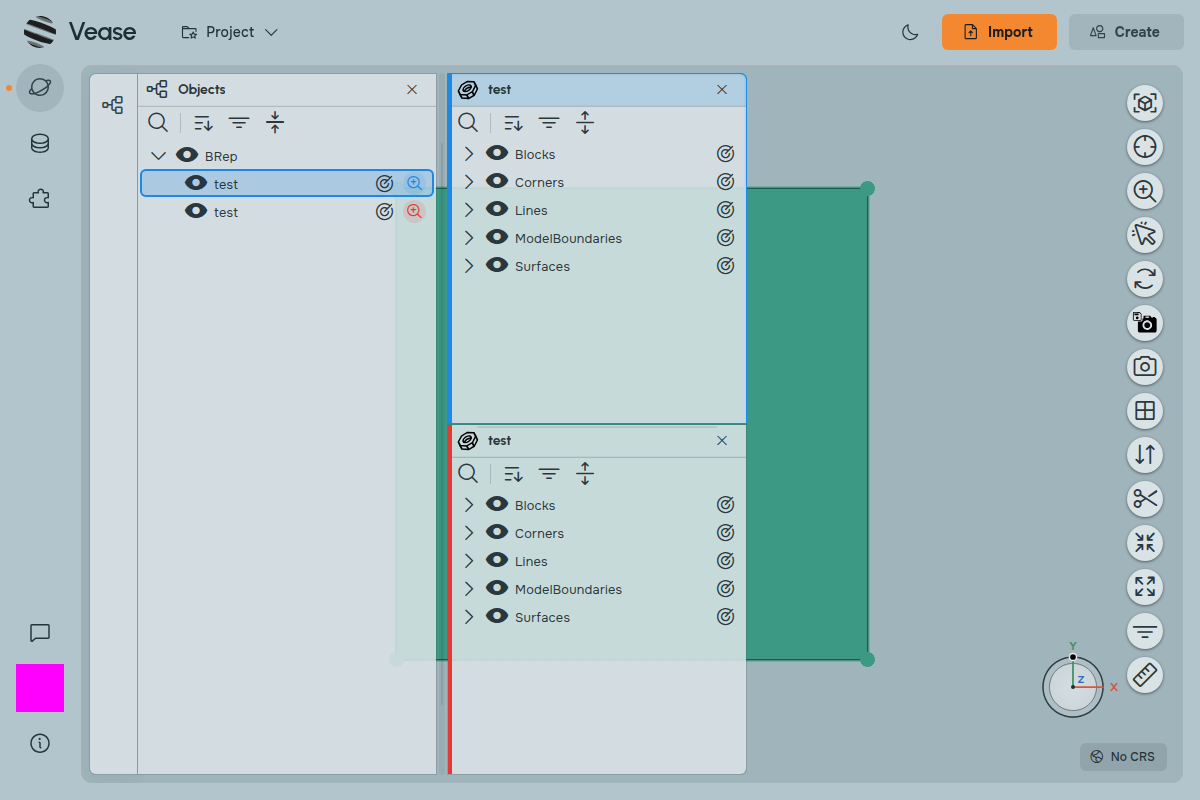 Vease
Project
Import
Create
Objects
BRep
test
test
test
Blocks
Corners
Lines
ModelBoundaries
Surfaces
test
Blocks
Corners
Lines
ModelBoundaries
Surfaces
Y
Z
X
No CRS